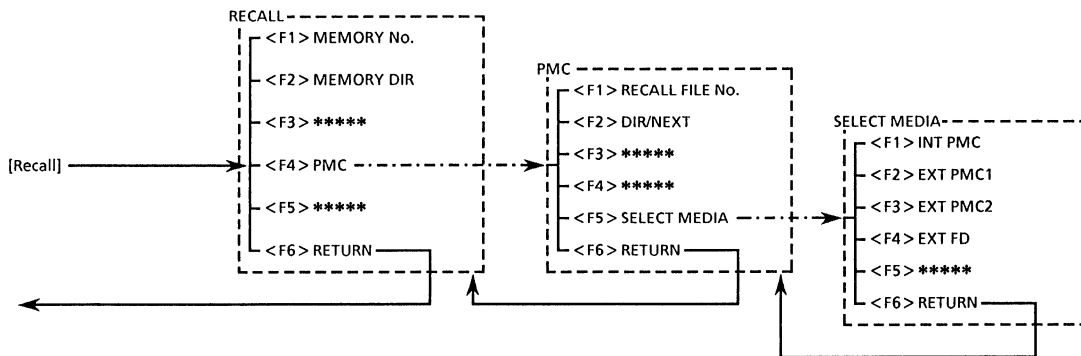 [Recall]
RECALL
<F1> MEMORY No.
<F2> MEMORY DIR
<F3> *****
<F4> PMC
<F5> *****
<F6> RETURN
PMC
<F1> RECALL FILE No.
<F2> DIR/NEXT
<F3> *****
<F4> *****
<F5> SELECT MEDIA
<F6> RETURN
SELECT MEDIA
<F1> INT PMC
<F2> EXT PMC1
<F3> EXT PMC2
<F4> EXT FD
<F5> *****
<F6> RETURN